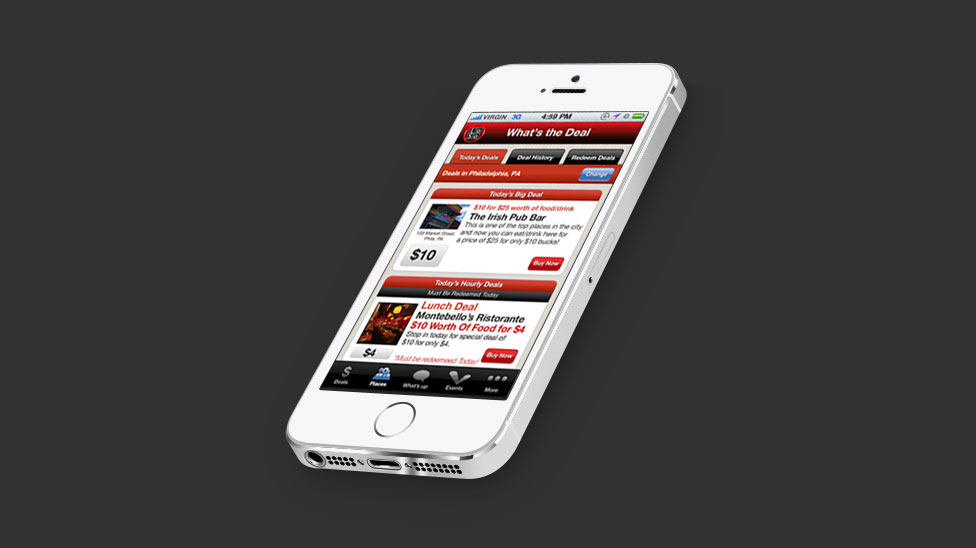 VIRGIN 3G 4:59 PM
What's the Deal
Today's Deals Deal History Redeem Deals
Deals in Philadelphia, PA Change
Today's Big Deal
$10 for $25 worth of food/drink
The Irish Pub Bar
This is one of the top places in the city
and now you can eat/drink here for
a price of $25 for only $10 bucks!
Market Street,
Phila, PA
$10
Buy Now
Today's Hourly Deals
Must Be Redeemed Today
Lunch Deal
Montebello's Ristorante
$10 Worth Of Food for $4
Stop in today for special deal of
$10 for only $4.
$4
*Must be redeemeed Today*
Buy Now
Deals Places What's up Events More